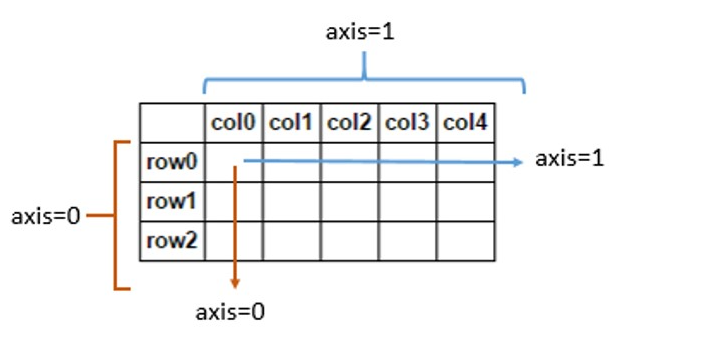 axis=1
col0 col1 col2 col3 col4
row0
axis=1
row1
axis=0
row2
axis=0